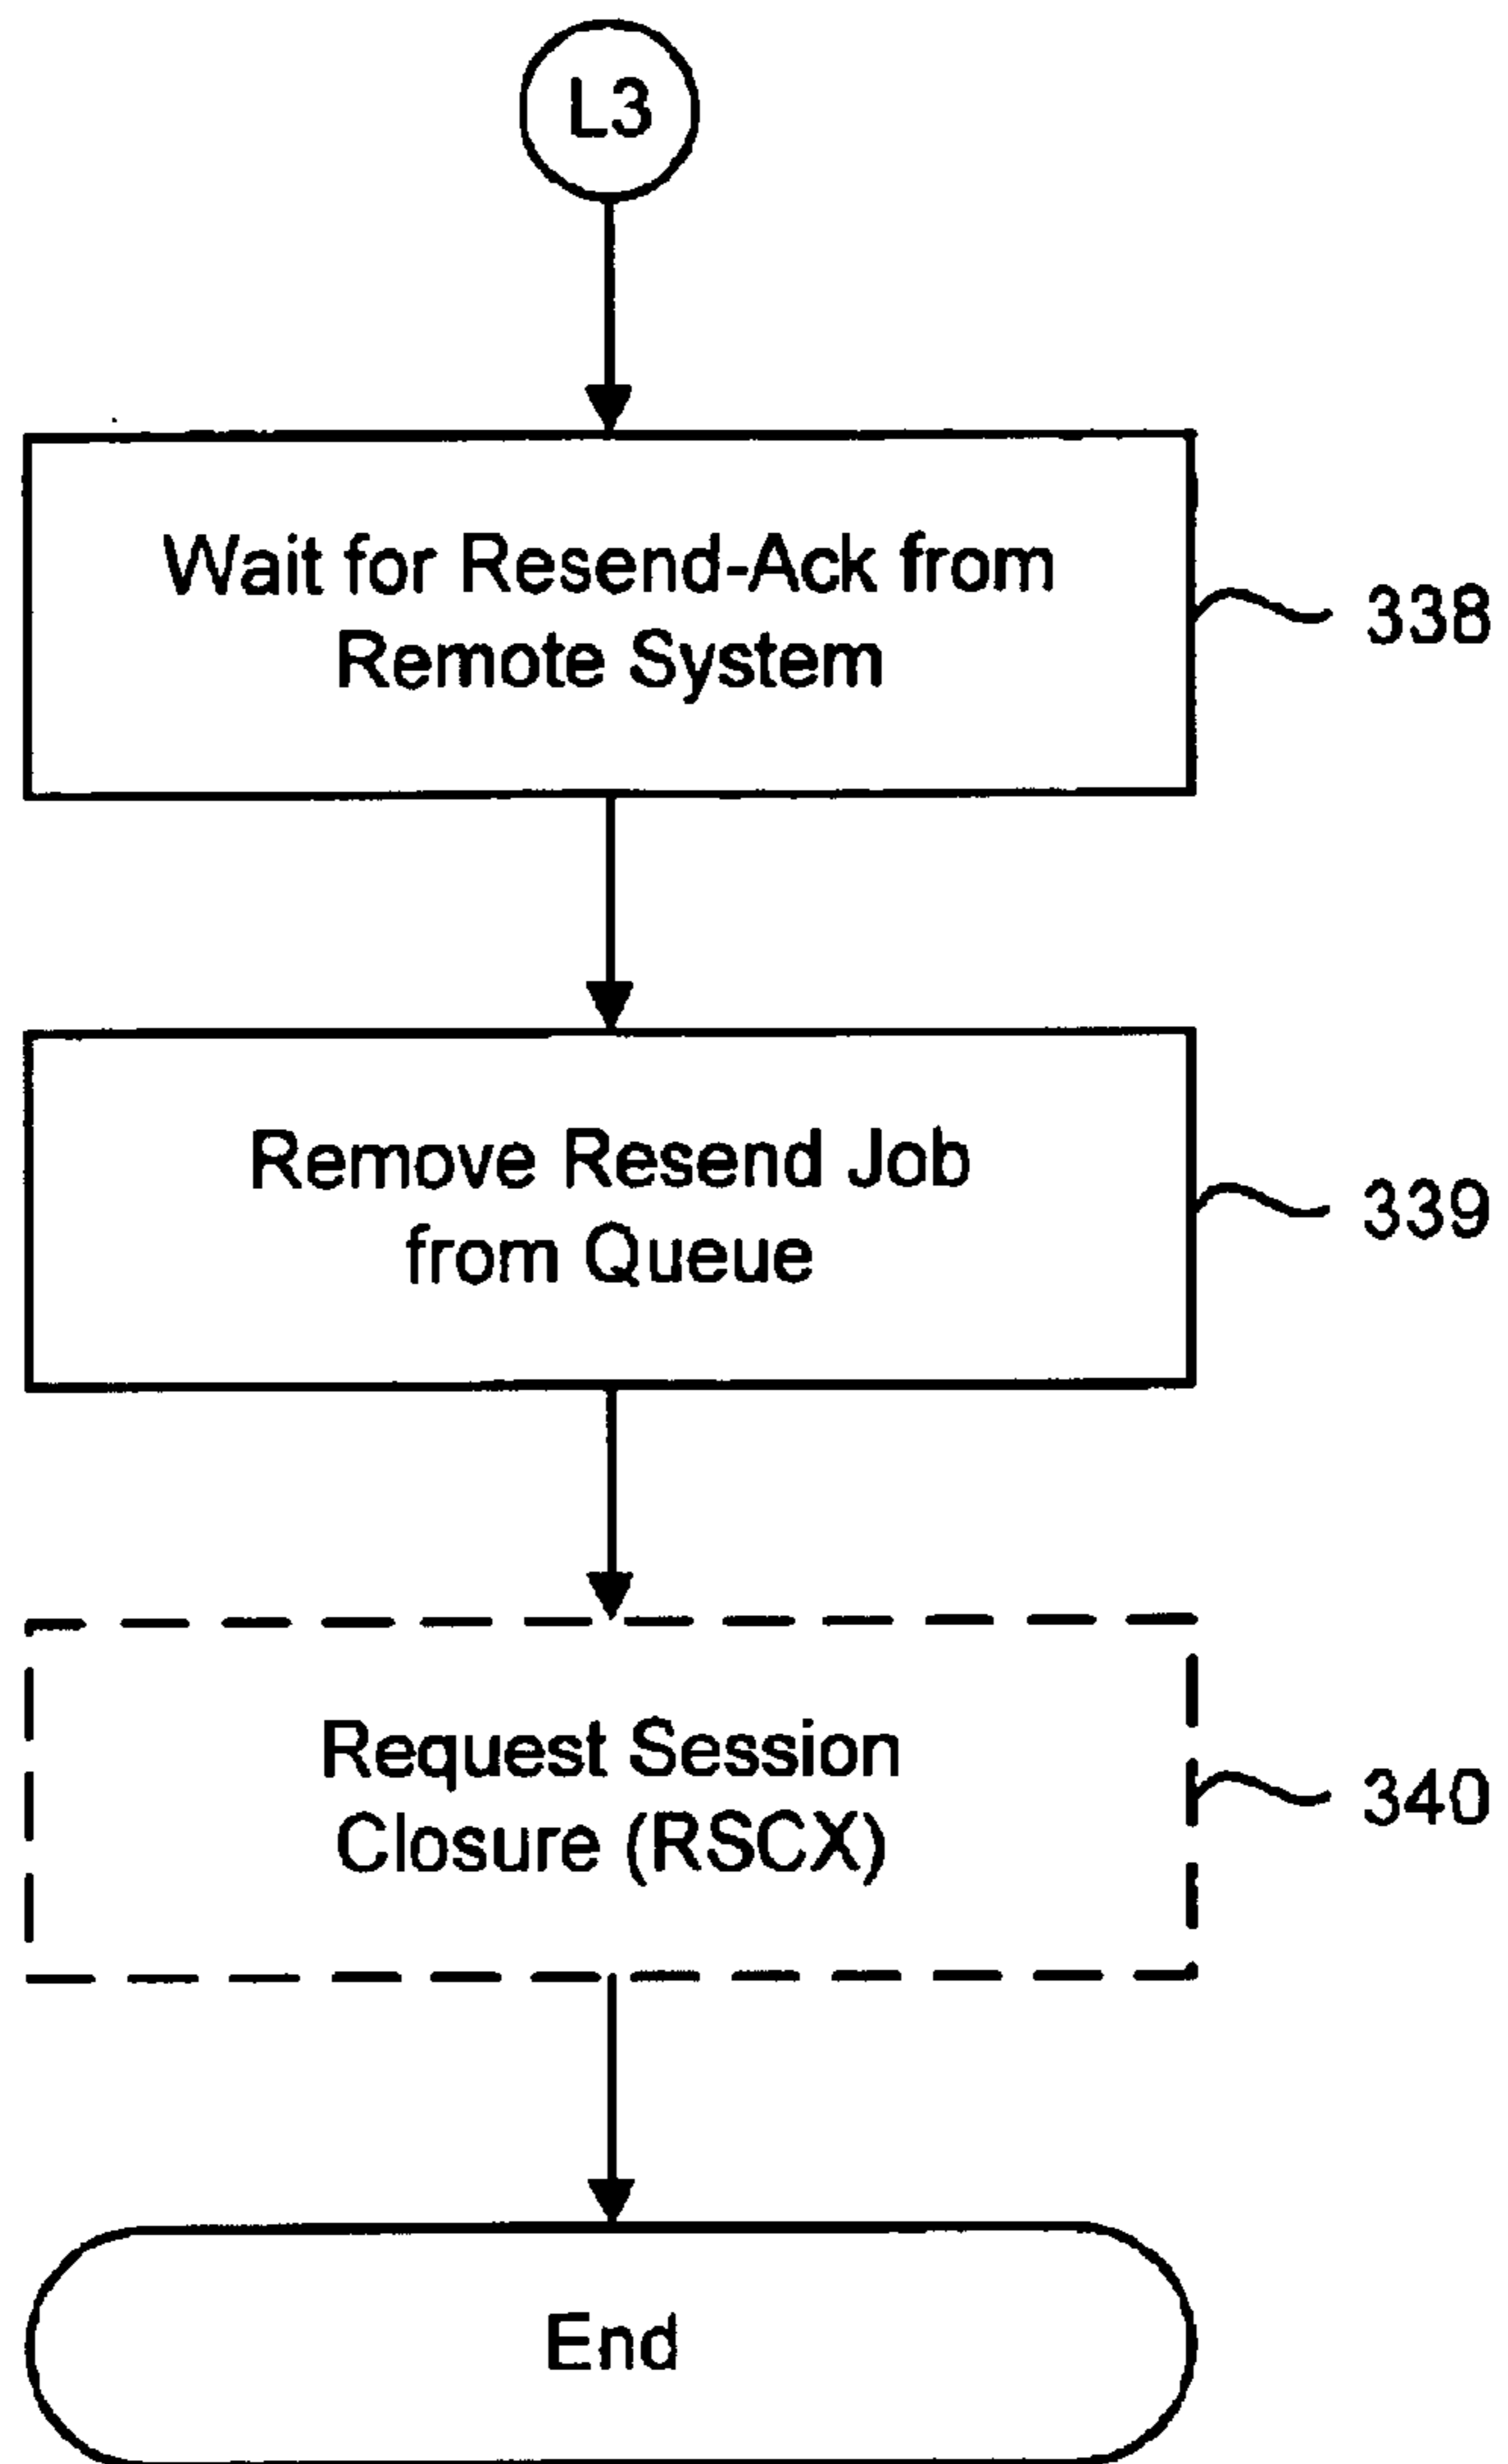 L3
Wait for Resend-Ack from
Remote System
338
Remove Resend Job
from Queue
339
Request Session
Closure (RSCX)
340
End